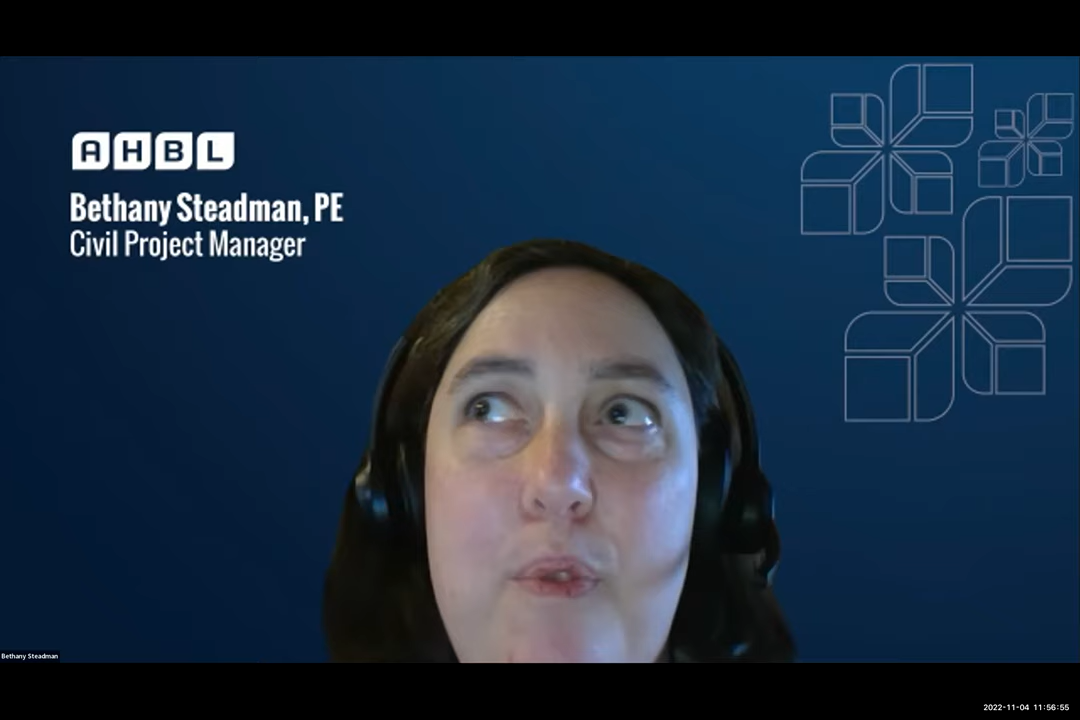 AHBL
Bethany Steadman, PE
Civil Project Manager
Bethany Steadman
2022-11-04 11:56:55